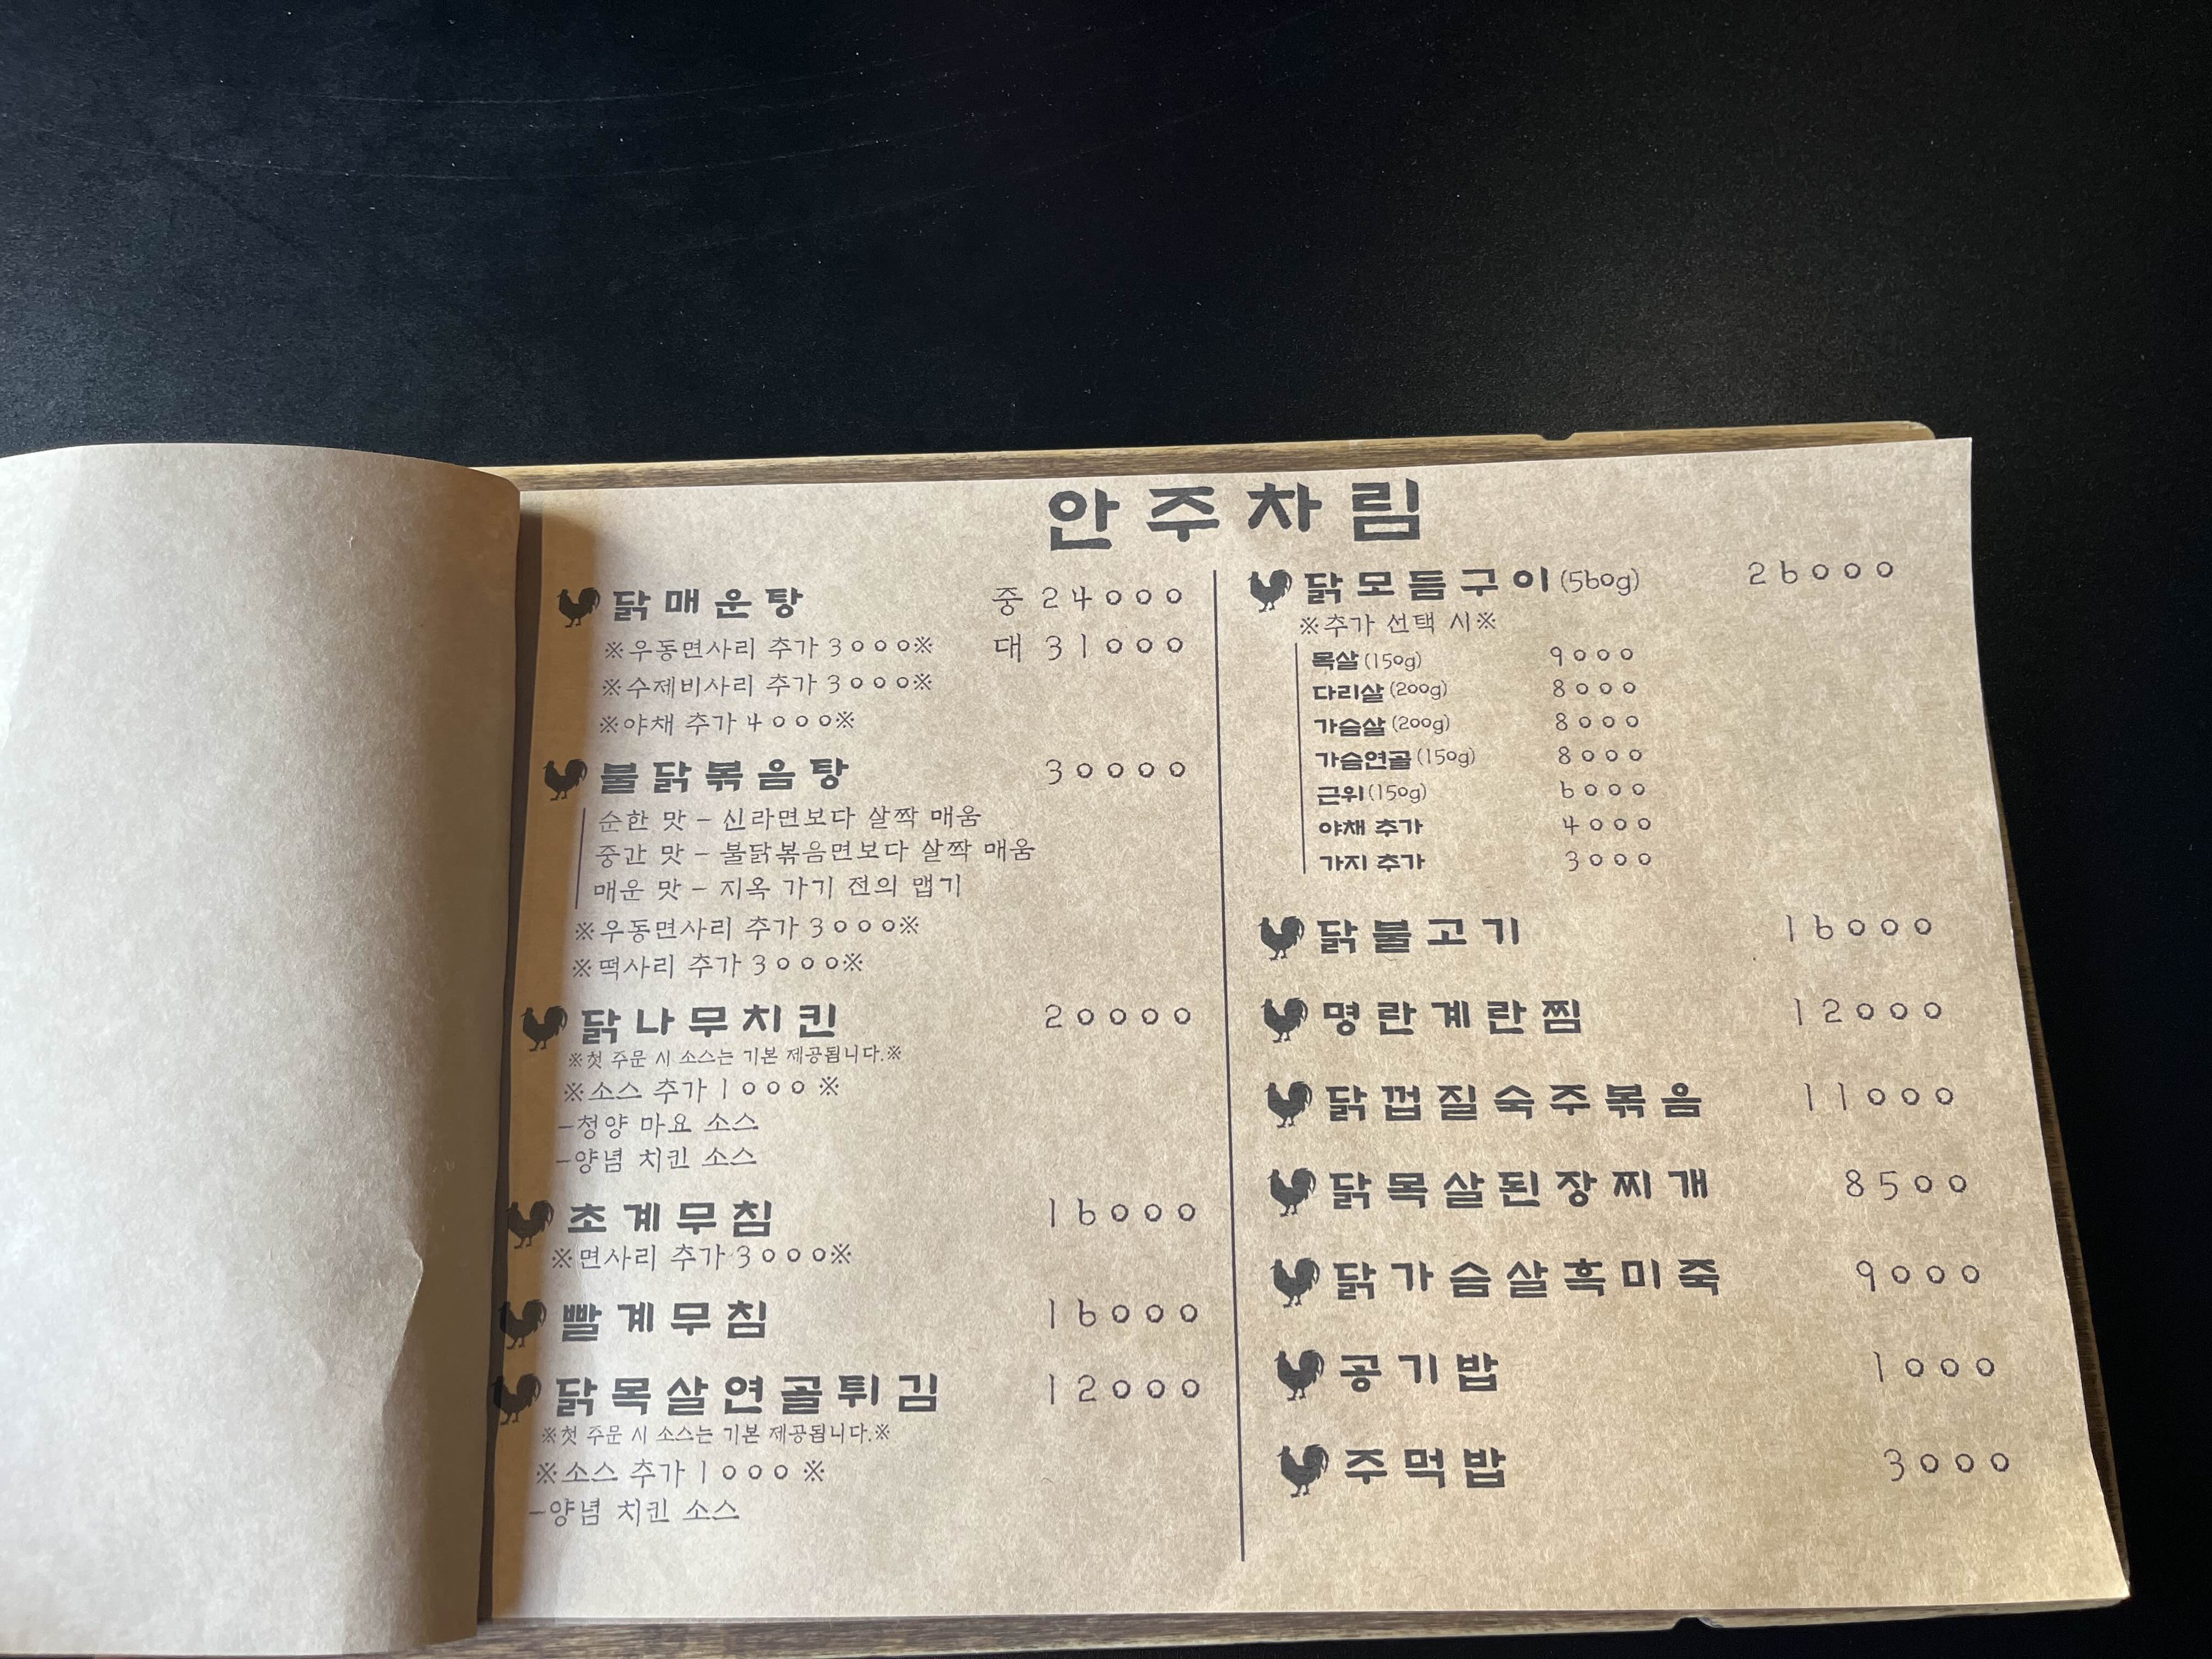 안주차림
닭매운탕 중 24000
※우동면사리 추가 3000※ 대 31000
※수제비사리 추가 3000※
※야채 추가 4000※
불닭볶음탕 30000
순한 맛 - 신라면보다 살짝 매움
중간 맛 - 불닭볶음면보다 살짝 매움
매운 맛 - 지옥 가기 전의 맵기
※우동면사리 추가 3000※
※떡사리 추가 3000※
닭나무치킨 20000
※첫 주문 시 소스는 기본 제공됩니다.※
※소스 추가 1000 ※
-청양 마요 소스
-양념 치킨 소스
초계무침 16000
※면사리 추가 3000※
빨계무침 16000
닭목살연골튀김 12000
※첫 주문 시 소스는 기본 제공됩니다.※
※소스 추가 1000 ※
-양념 치킨 소스
닭모듬구이(560g) 26000
※추가 선택 시※
목살(150g) 9000
다리살(200g) 8000
가슴살(200g) 8000
가슴연골(150g) 8000
근위(150g) 6000
야채 추가 4000
가지 추가 3000
닭불고기 16000
명란계란찜 12000
닭껍질숙주볶음 11000
닭목살된장찌개 8500
닭가슴살흑미죽 9000
공기밥 1000
주먹밥 3000